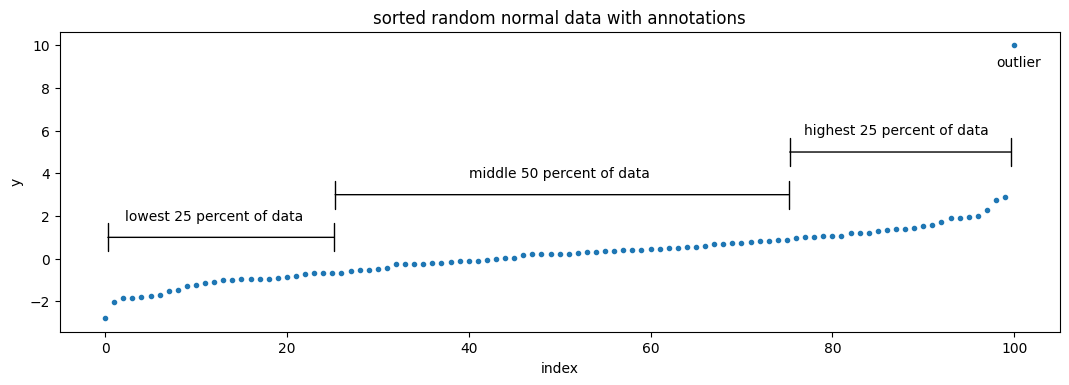 sorted random normal data with annotations
10
outlier
8
6
highest 25 percent of data
4
middle 50 percent of data
y
2
lowest 25 percent of data
0
−2
0 20 40 60 80 100
index